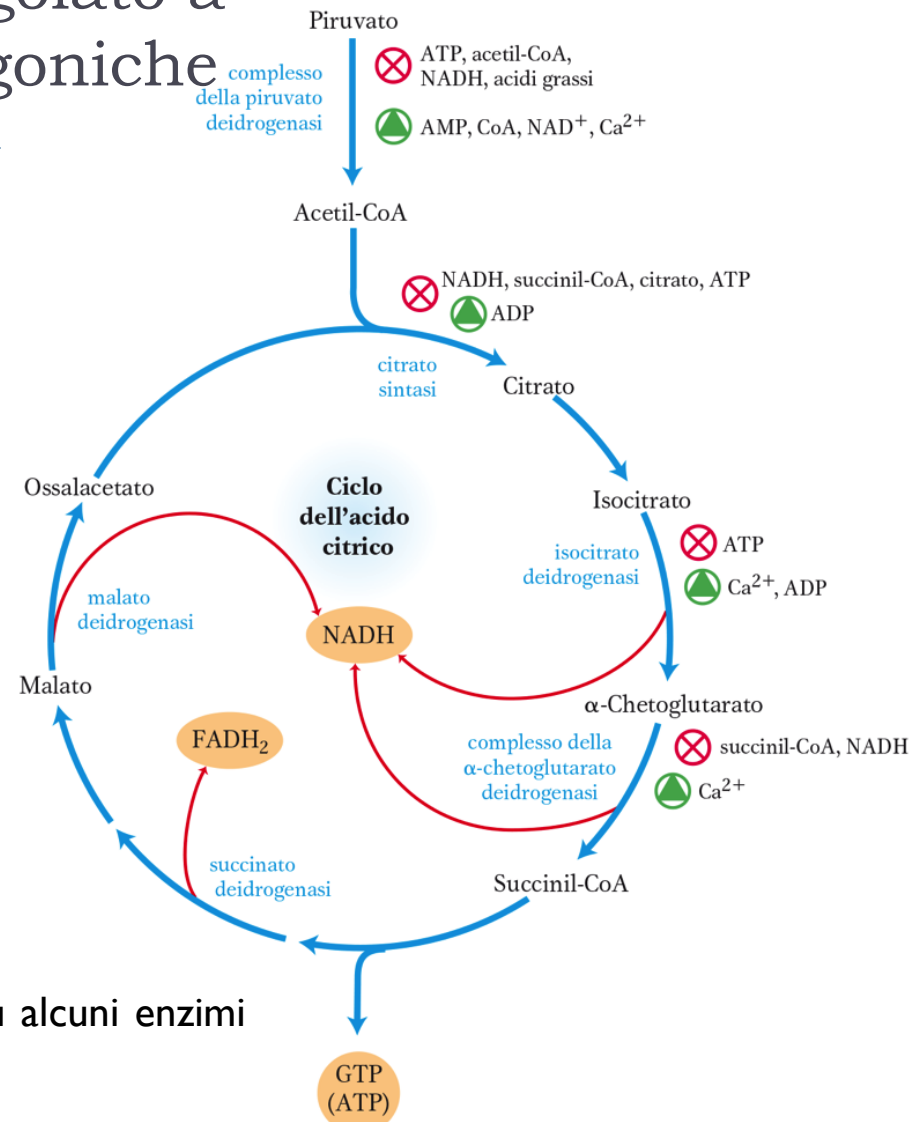 golato a
goniche
Piruvato
complesso
della piruvato
deidrogenasi
ATP, acetil-CoA,
NADH, acidi grassi
AMP, CoA, NAD⁺, Ca²⁺
Acetil-CoA
NADH, succinil-CoA, citrato, ATP
ADP
citrato
sintasi
Citrato
Ossalacetato
Ciclo
dell'acido
citrico
Isocitrato
isocitrato
deidrogenasi
ATP
Ca²⁺, ADP
malato
deidrogenasi
NADH
Malato
α-Chetoglutarato
FADH₂
complesso della
α-chetoglutarato
deidrogenasi
succinil-CoA, NADH
Ca²⁺
succinato
deidrogenasi
Succinil-CoA
alcuni enzimi
GTP
(ATP)